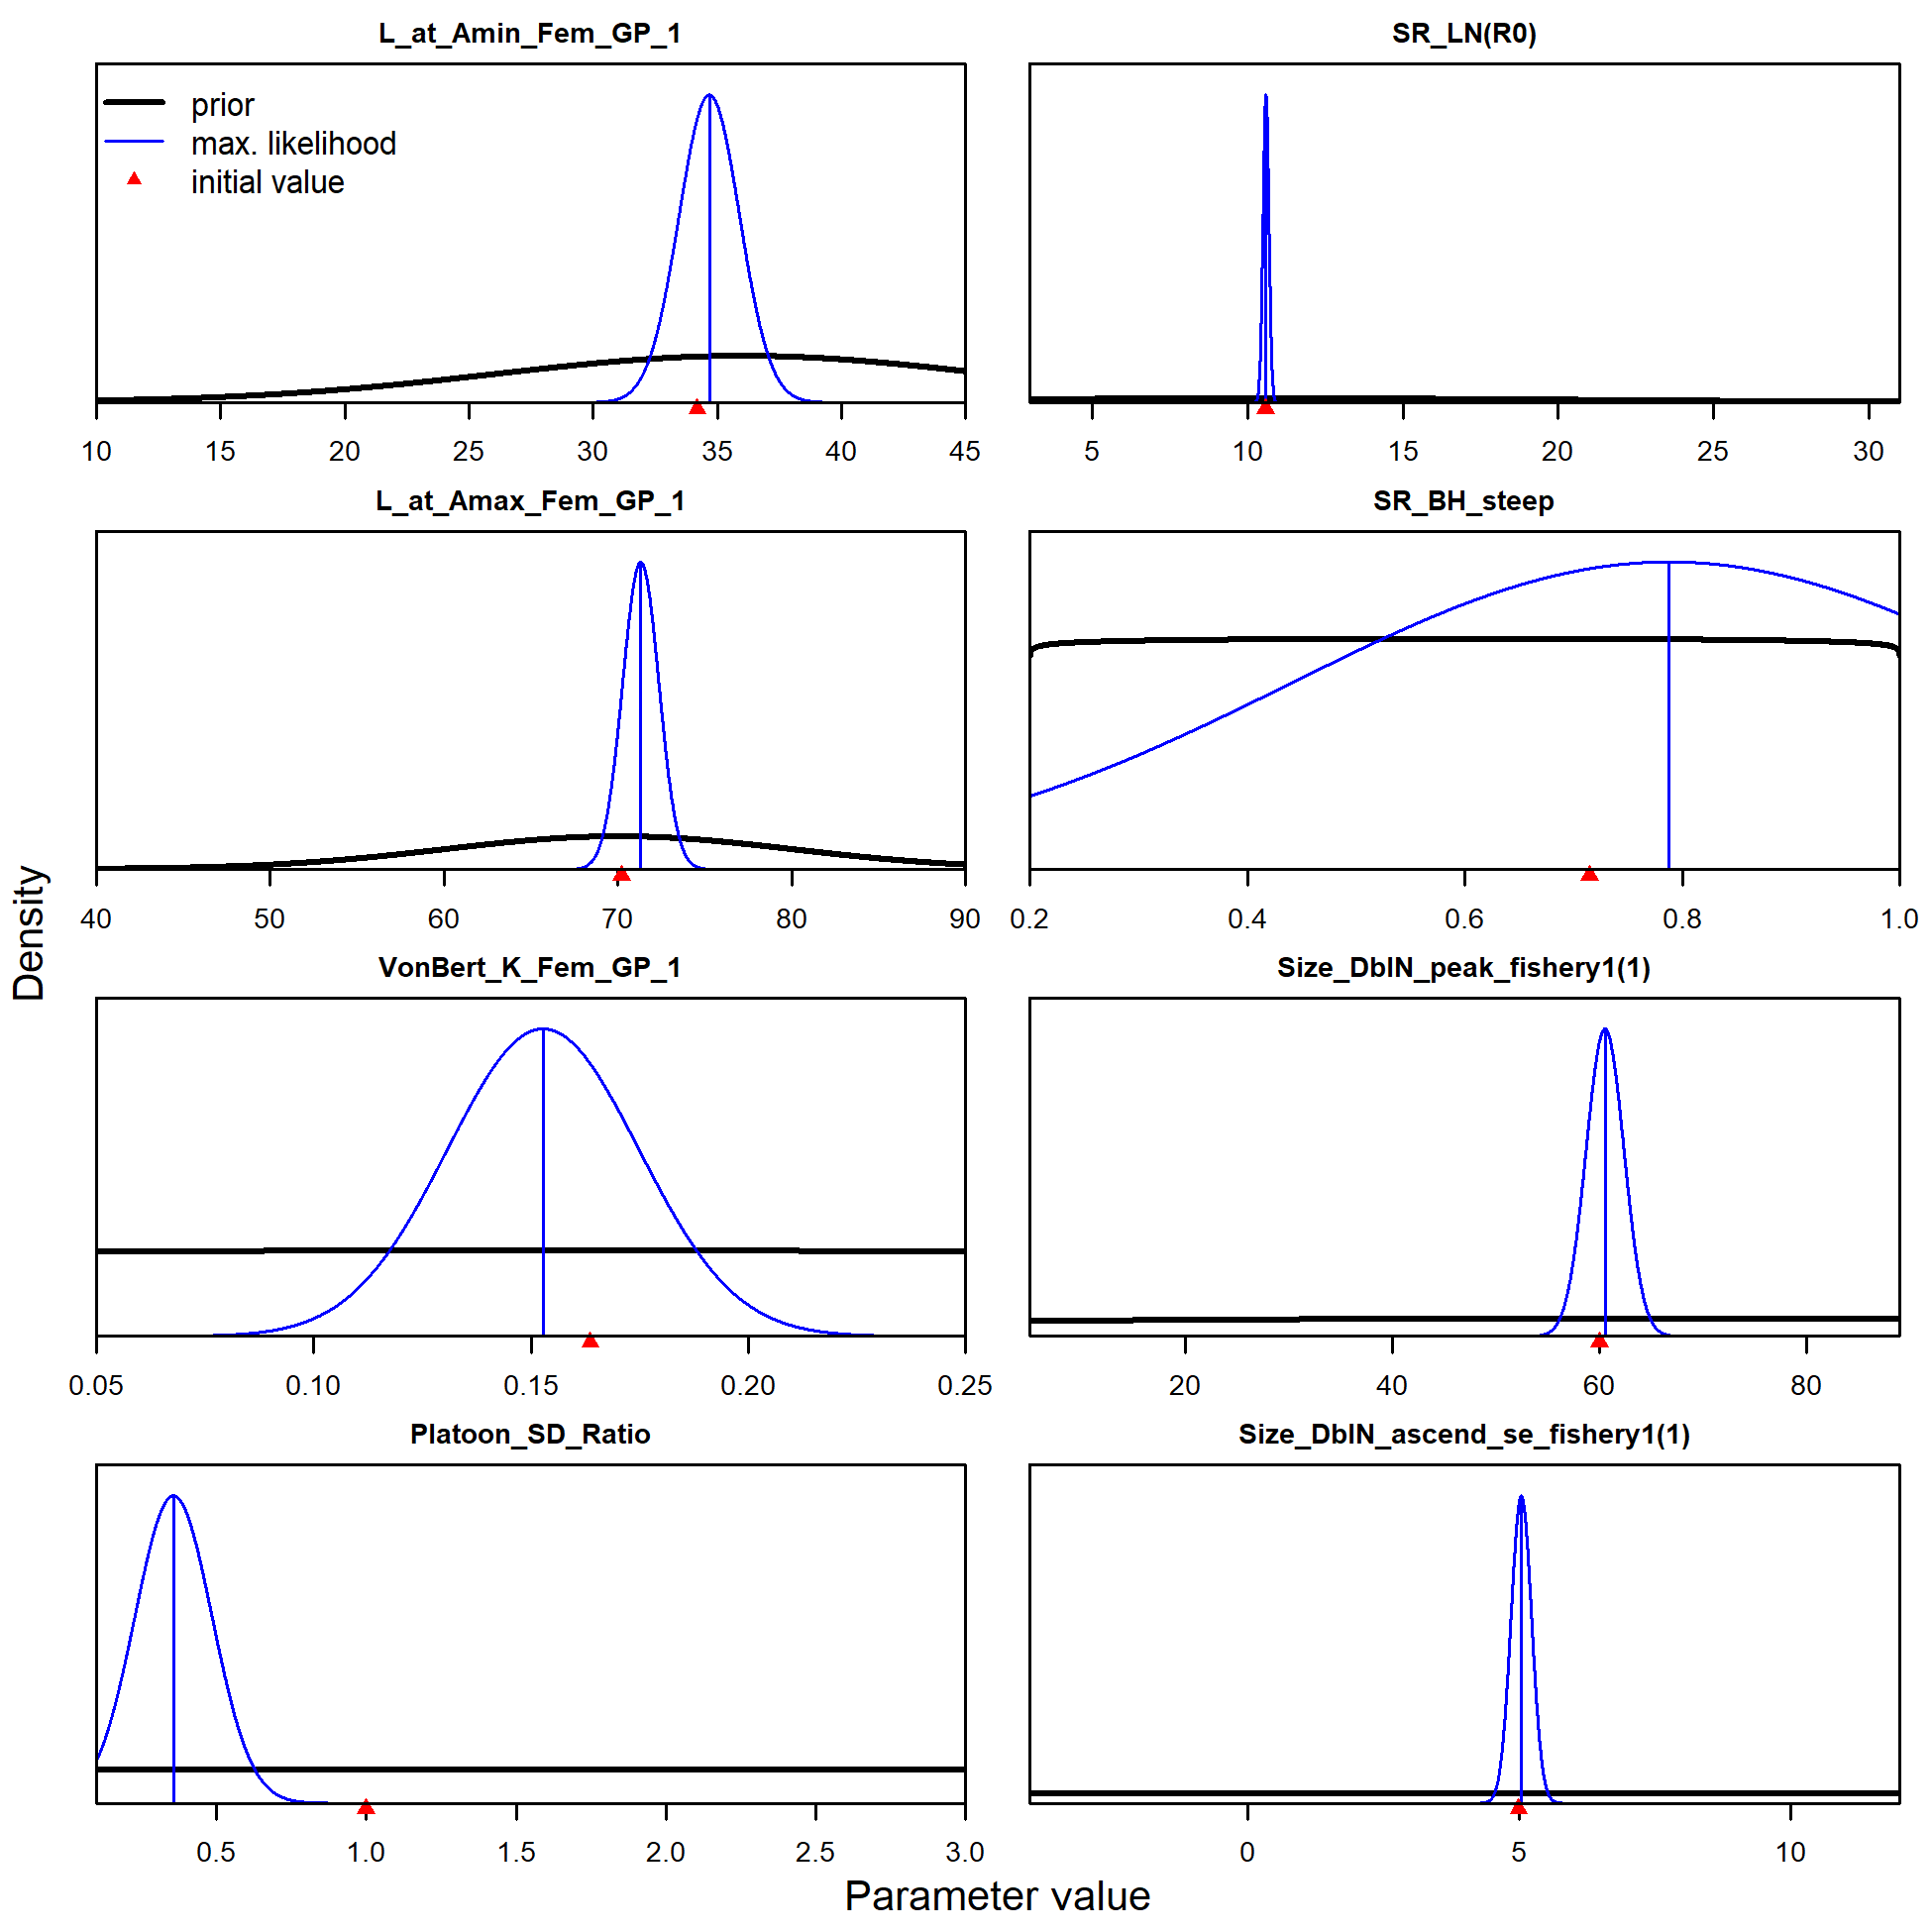 L_at_Amin_Fem_GP_1
prior
max. likelihood
initial value
10 15 20 25 30 35 40 45
SR_LN(R0)
5 10 15 20 25 30
L_at_Amax_Fem_GP_1
40 50 60 70 80 90
SR_BH_steep
0.2 0.4 0.6 0.8 1.0
VonBert_K_Fem_GP_1
0.05 0.10 0.15 0.20 0.25
Size_DblN_peak_fishery1(1)
20 40 60 80
Platoon_SD_Ratio
0.5 1.0 1.5 2.0 2.5 3.0
Size_DblN_ascend_se_fishery1(1)
0 5 10
Density
Parameter value